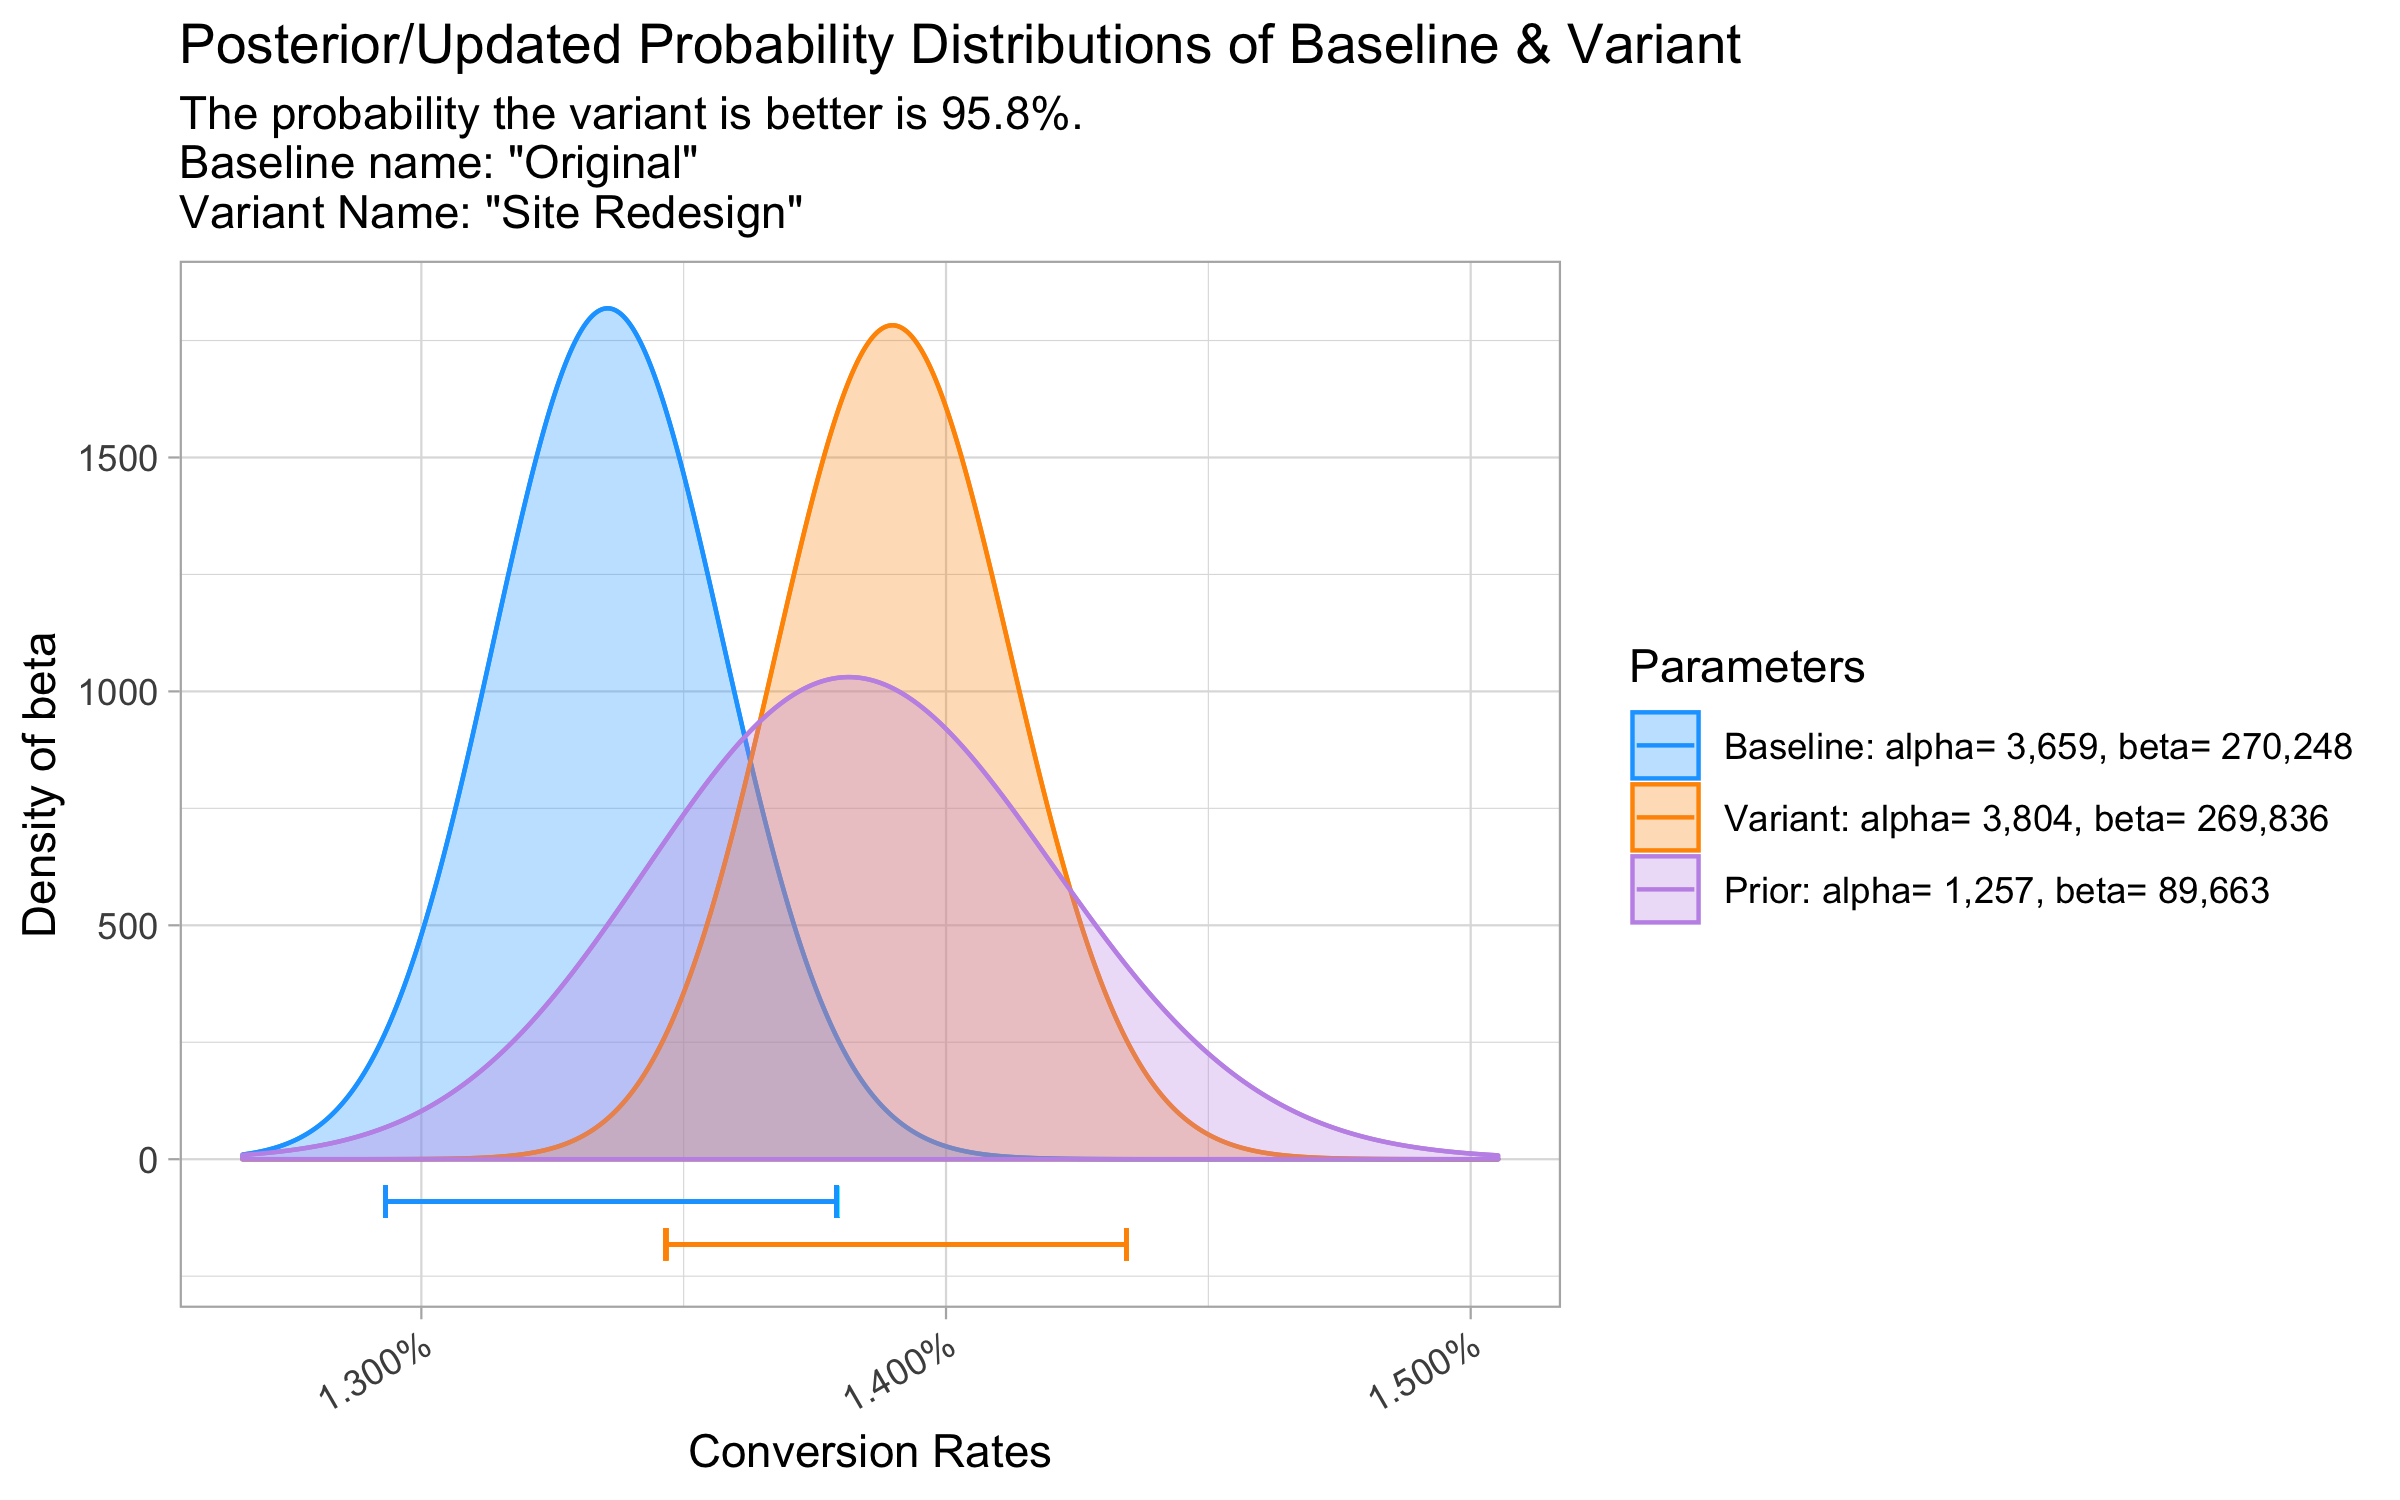 Posterior/Updated Probability Distributions of Baseline & Variant
The probability the variant is better is 95.8%.
Baseline name: "Original"
Variant Name: "Site Redesign"
Density of beta
1500
1000
500
0
1.300%
1.400%
1.500%
Conversion Rates
Parameters
Baseline: alpha= 3,659, beta= 270,248
Variant: alpha= 3,804, beta= 269,836
Prior: alpha= 1,257, beta= 89,663